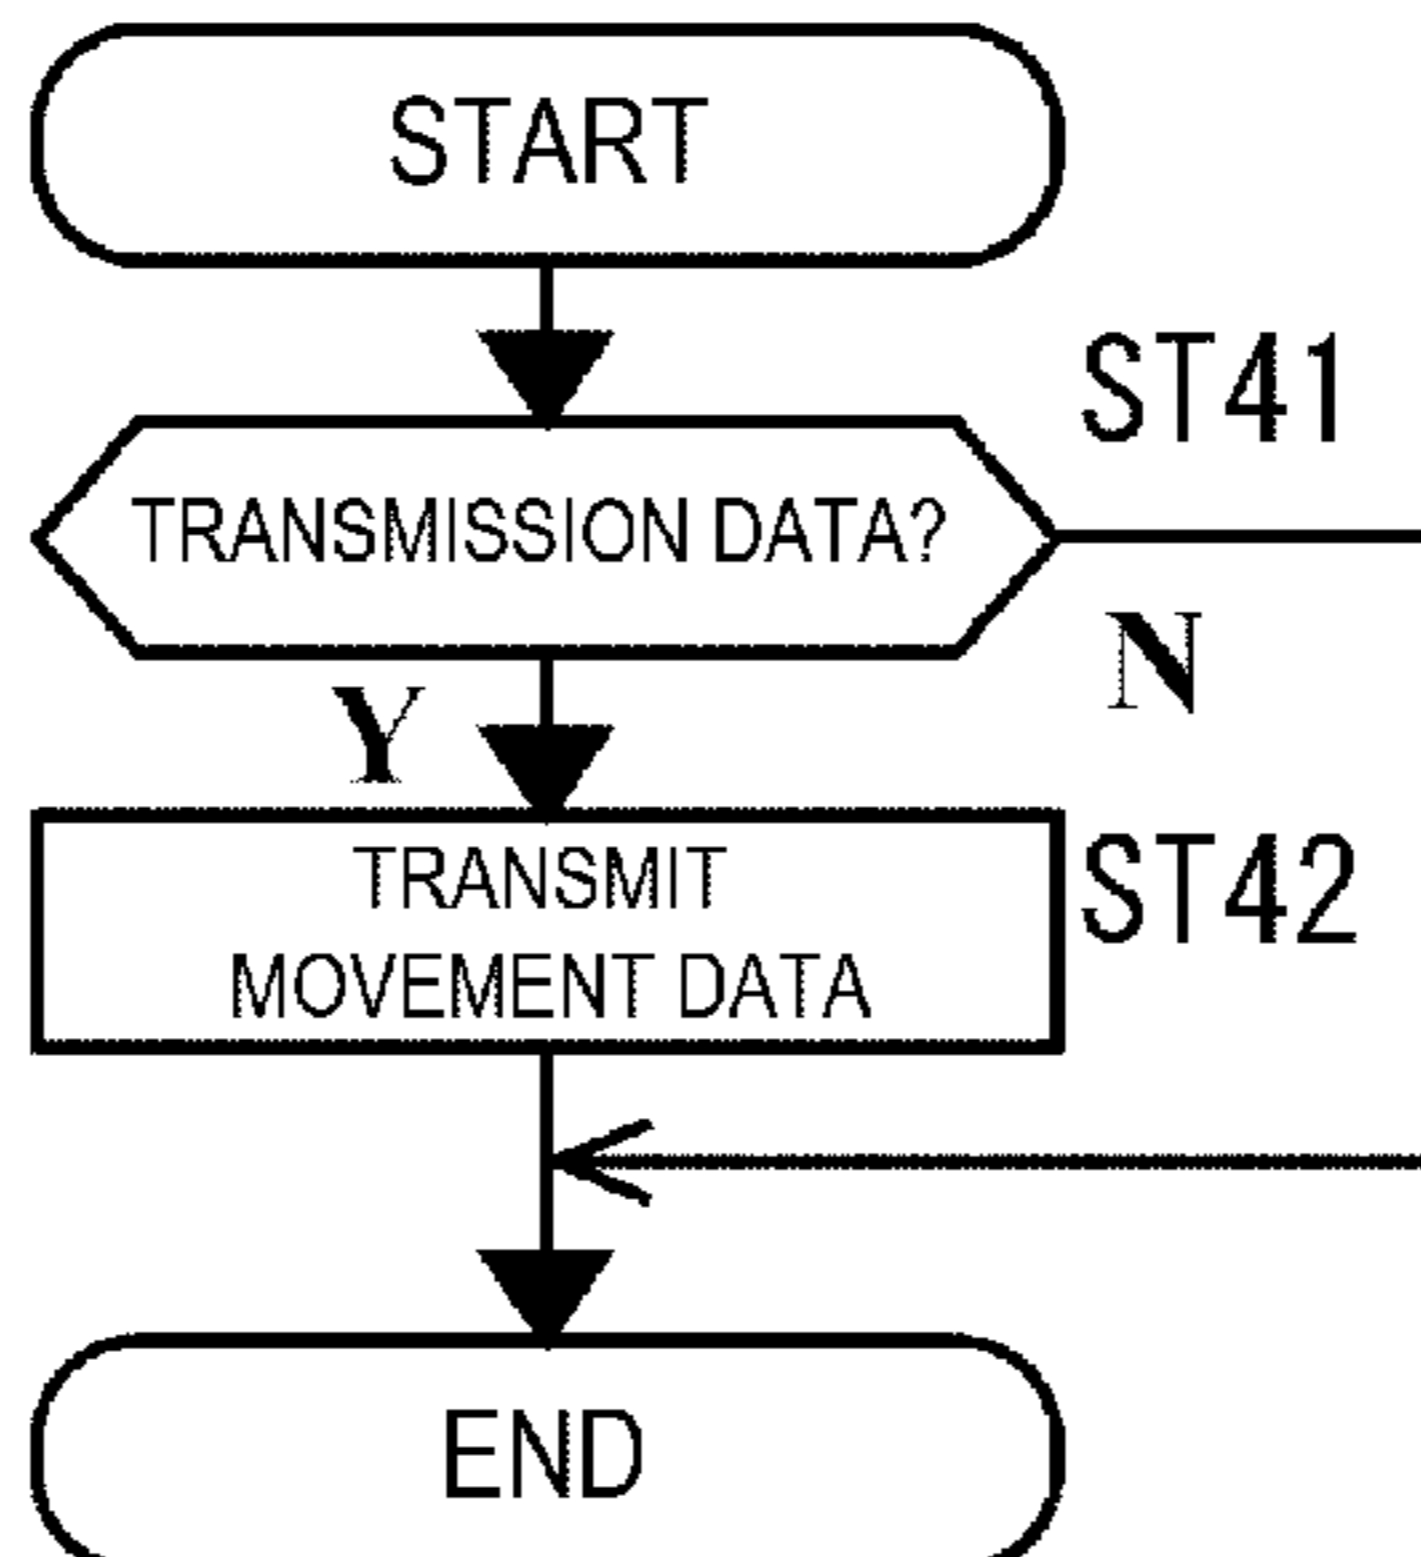 START
ST41
TRANSMISSION DATA?
N
Y
TRANSMIT
ST42
MOVEMENT DATA
END